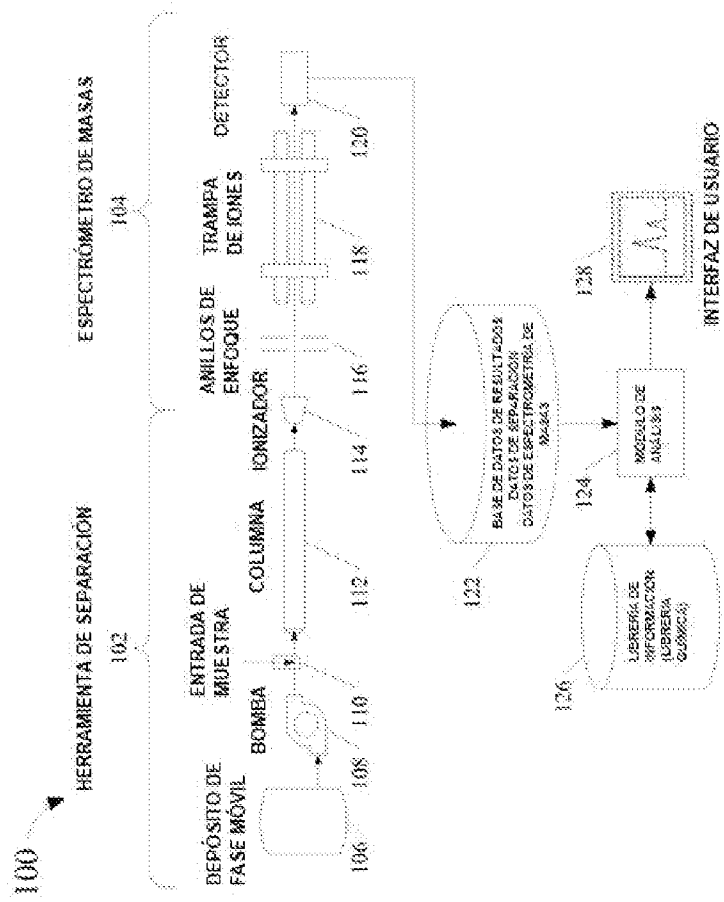 100
HERRAMIENTA DE SEPARACIÓN
102
ESPECTRÓMETRO DE MASAS
104
DEPÓSITO DE
FASE MÓVIL
BOMBA
ENTRADA DE
MUESTRA
COLUMNA
IONIZADOR
ANILLOS DE
ENFOQUE
TRAMPA
DE IONES
DETECTOR
106
108
110
112
114
116
118
120
122
BASE DE DATOS DE RESULTADOS
DATOS DE SEPARACIÓN
DATOS DE ESPECTROMETRÍA DE
MASAS
126
LIBRERÍA DE
INFORMACIÓN
(LIBRERÍA
QUÍMICA)
124
MÓDULO DE
ANÁLISIS
128
INTERFAZ DE USUARIO